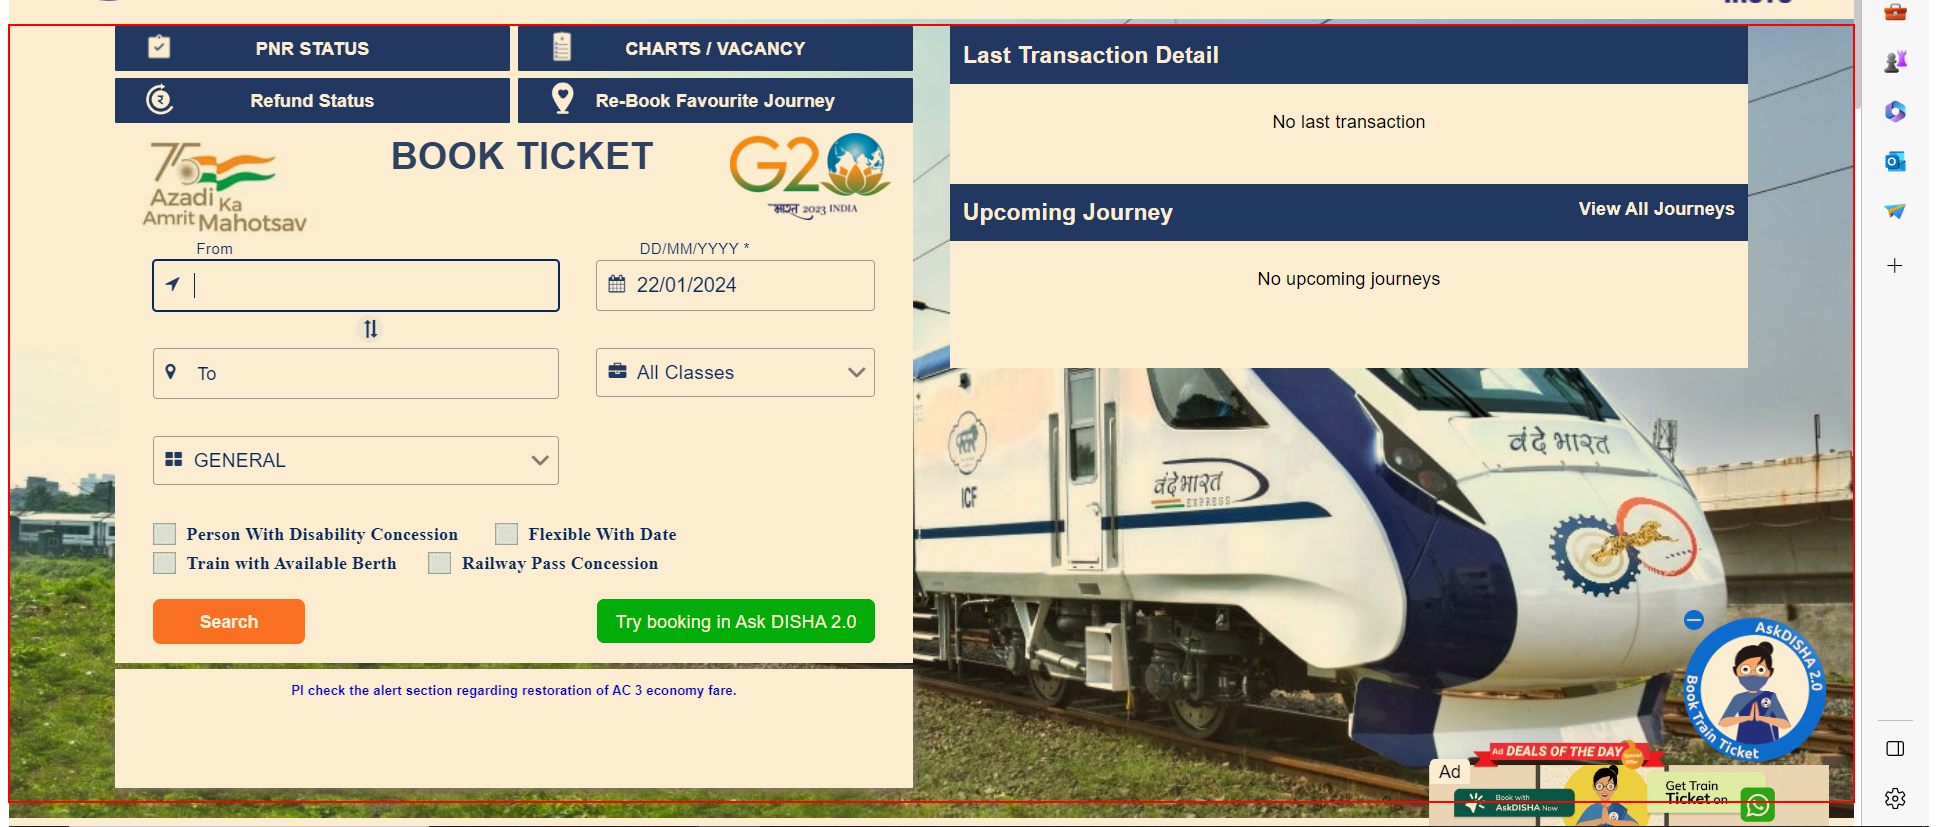 PNR STATUS
CHARTS / VACANCY
Refund Status
Re-Book Favourite Journey
75
Azadi Ka
Amrit Mahotsav
BOOK TICKET
G20
भारत 2023 INDIA
From
DD/MM/YYYY *
22/01/2024
To
All Classes
GENERAL
Person With Disability Concession
Flexible With Date
Train with Available Berth
Railway Pass Concession
Search
Try booking in Ask DISHA 2.0
Pl check the alert section regarding restoration of AC 3 economy fare.
Last Transaction Detail
No last transaction
Upcoming Journey
View All Journeys
No upcoming journeys
ICF
वंदे भारत
EXPRESS
वंदे भारत
AskDISHA 2.0
Book Train Ticket
Ad DEALS OF THE DAY
Special Offer
Ad
Book with
AskDISHA Now
Get Train
Ticket on